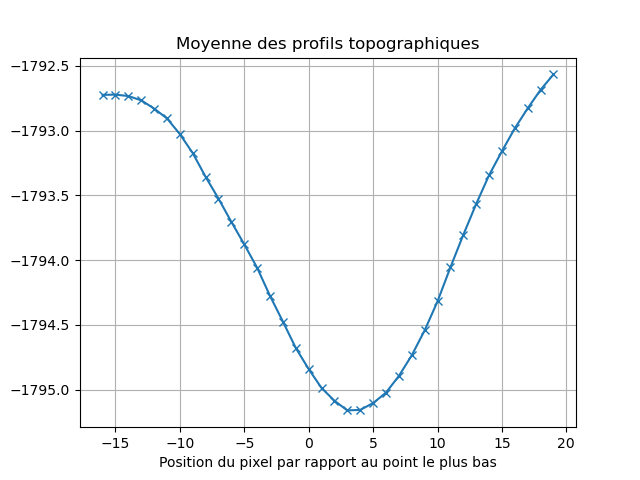 Moyenne des profils topographiques
−1792.5
−1793.0
−1793.5
−1794.0
−1794.5
−1795.0
−15 −10 −5 0 5 10 15 20
Position du pixel par rapport au point le plus bas